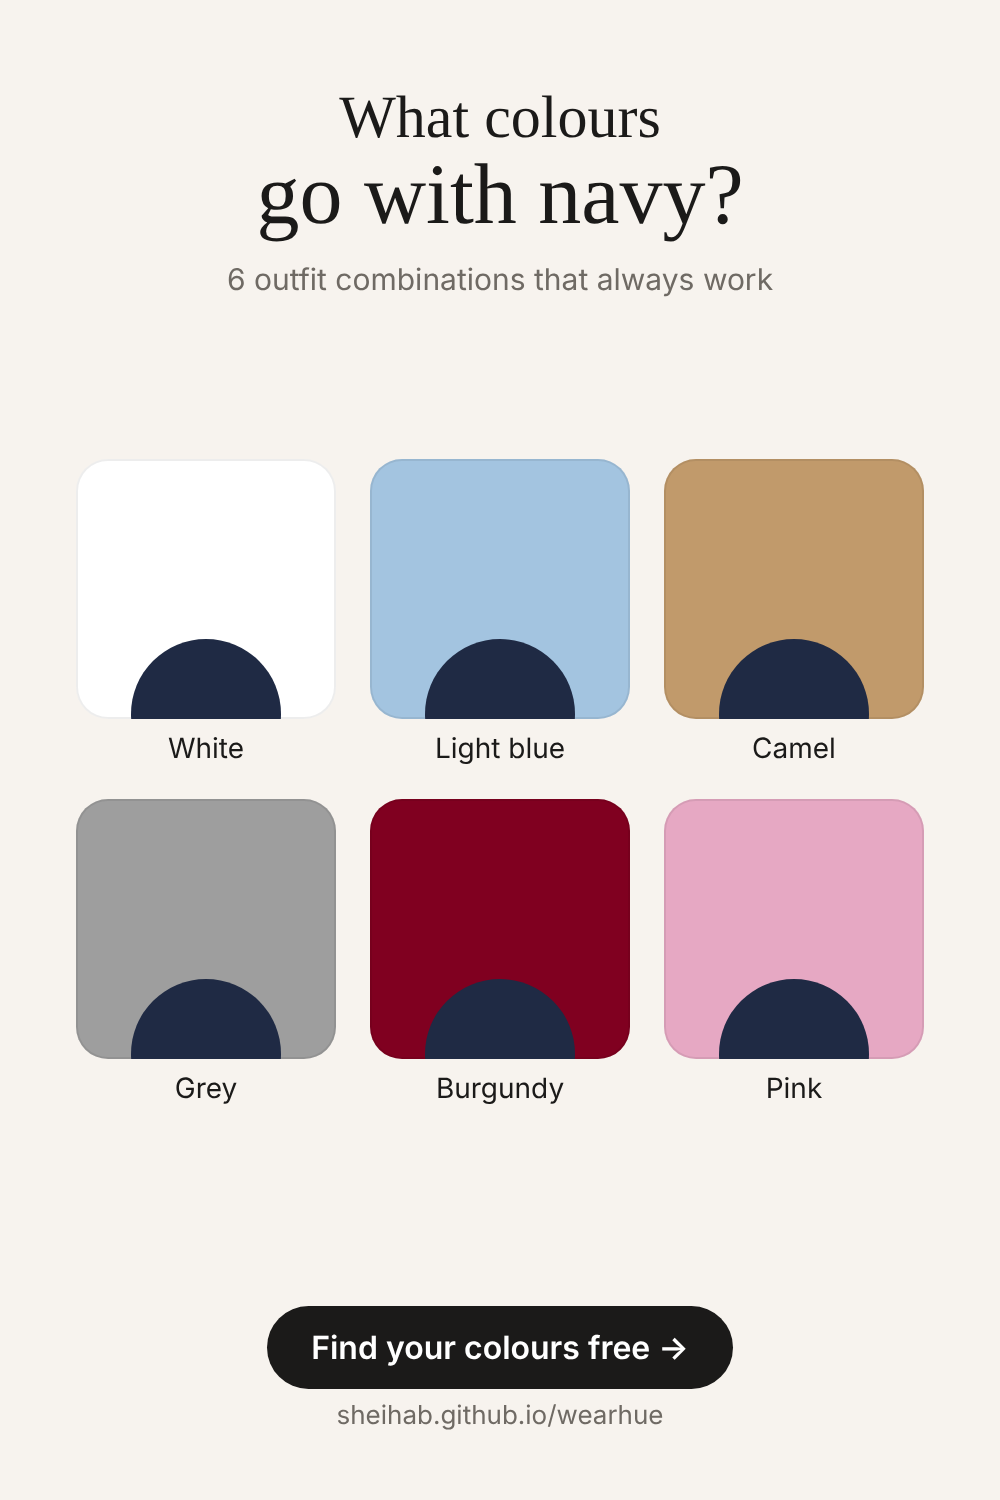 What colours
go with navy?
6 outfit combinations that always work
White
Light blue
Camel
Grey
Burgundy
Pink
Find your colours free →
sheihab.github.io/wearhue